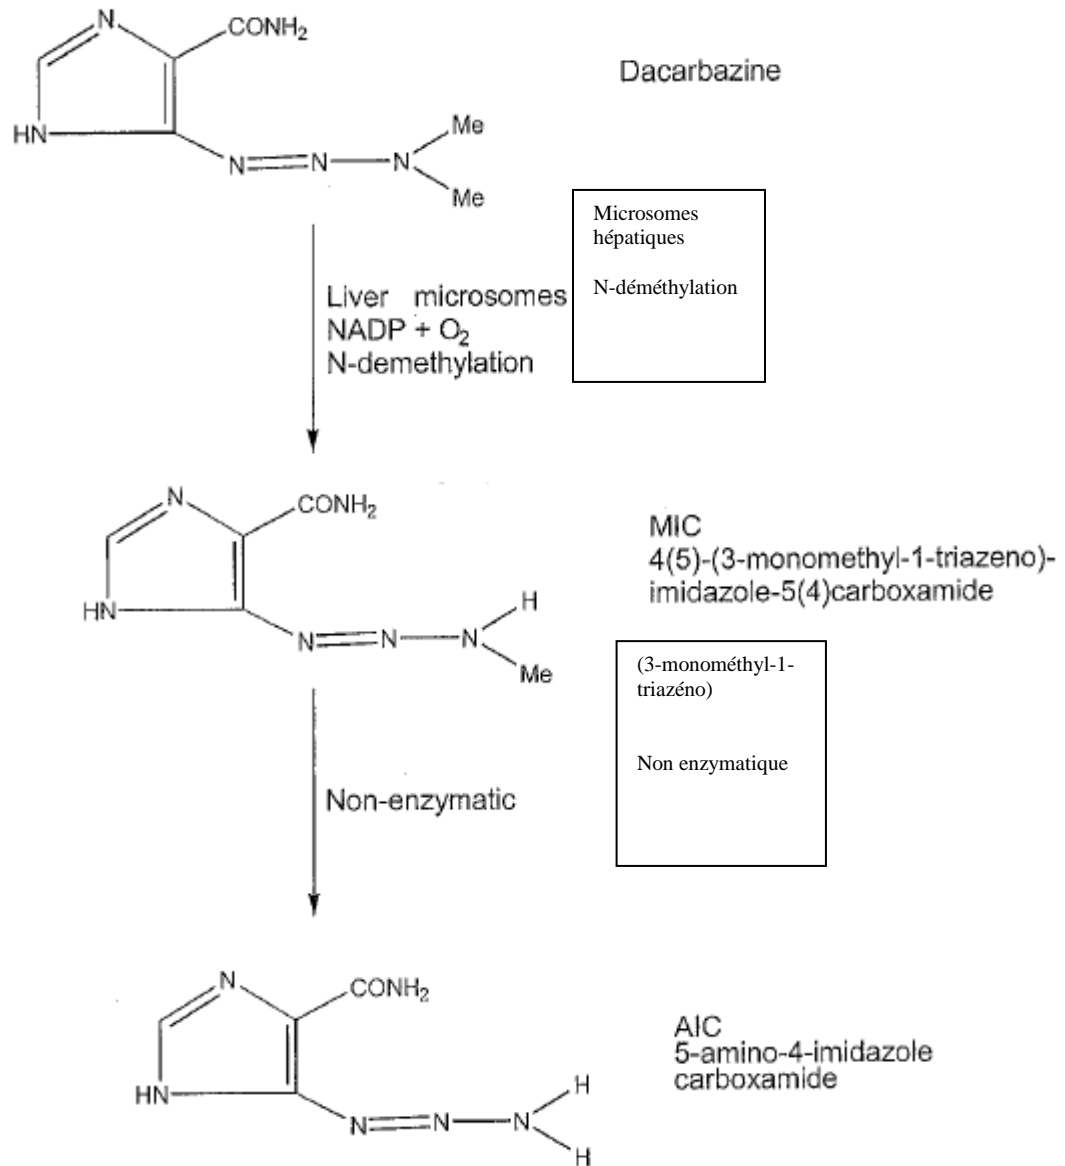 N
CONH₂
Dacarbazine
HN
N
N
N
Me
Me
Microsomes
hépatiques
N-déméthylation
Liver microsomes
NADP + O₂
N-demethylation
N
CONH₂
MIC
4(5)-(3-monomethyl-1-triazeno)-
imidazole-5(4)carboxamide
HN
N
N
N
H
Me
(3-monométhyl-1-
triazéno)
Non enzymatique
Non-enzymatic
N
CONH₂
AIC
5-amino-4-imidazole
carboxamide
HN
N
N
N
H
H